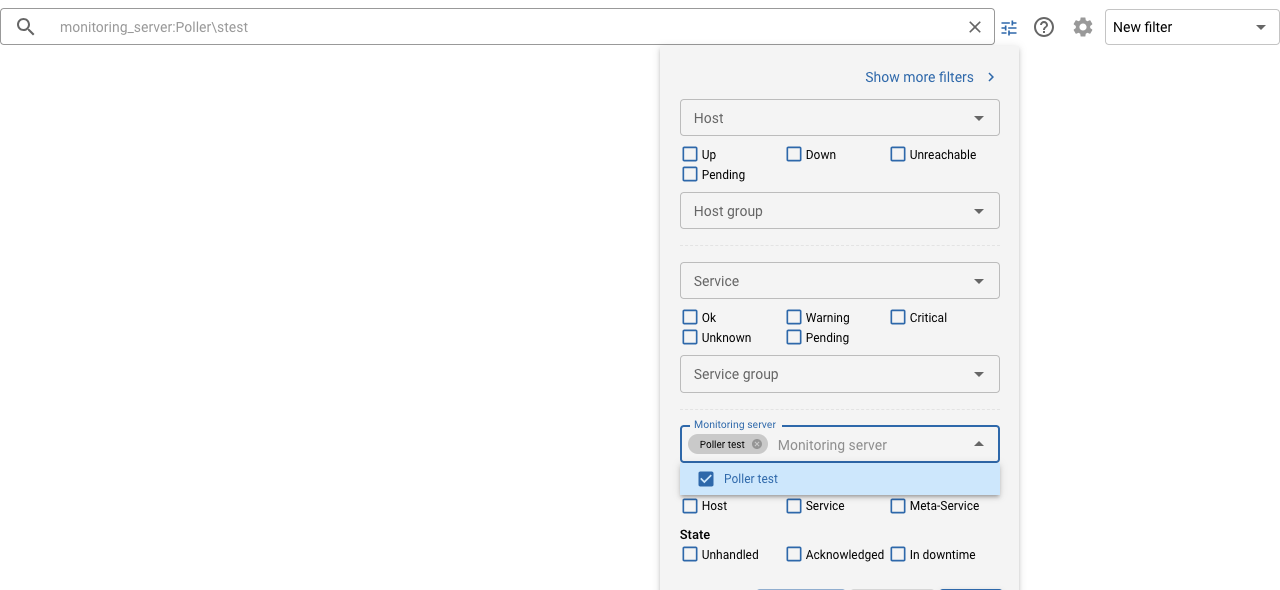 monitoring_server:Poller\stest
New filter
Show more filters
Host
Up Down Unreachable
Pending
Host group
Service
Ok Warning Critical
Unknown Pending
Service group
Monitoring server
Poller test Monitoring server
Poller test
Host Service Meta-Service
State
Unhandled Acknowledged In downtime